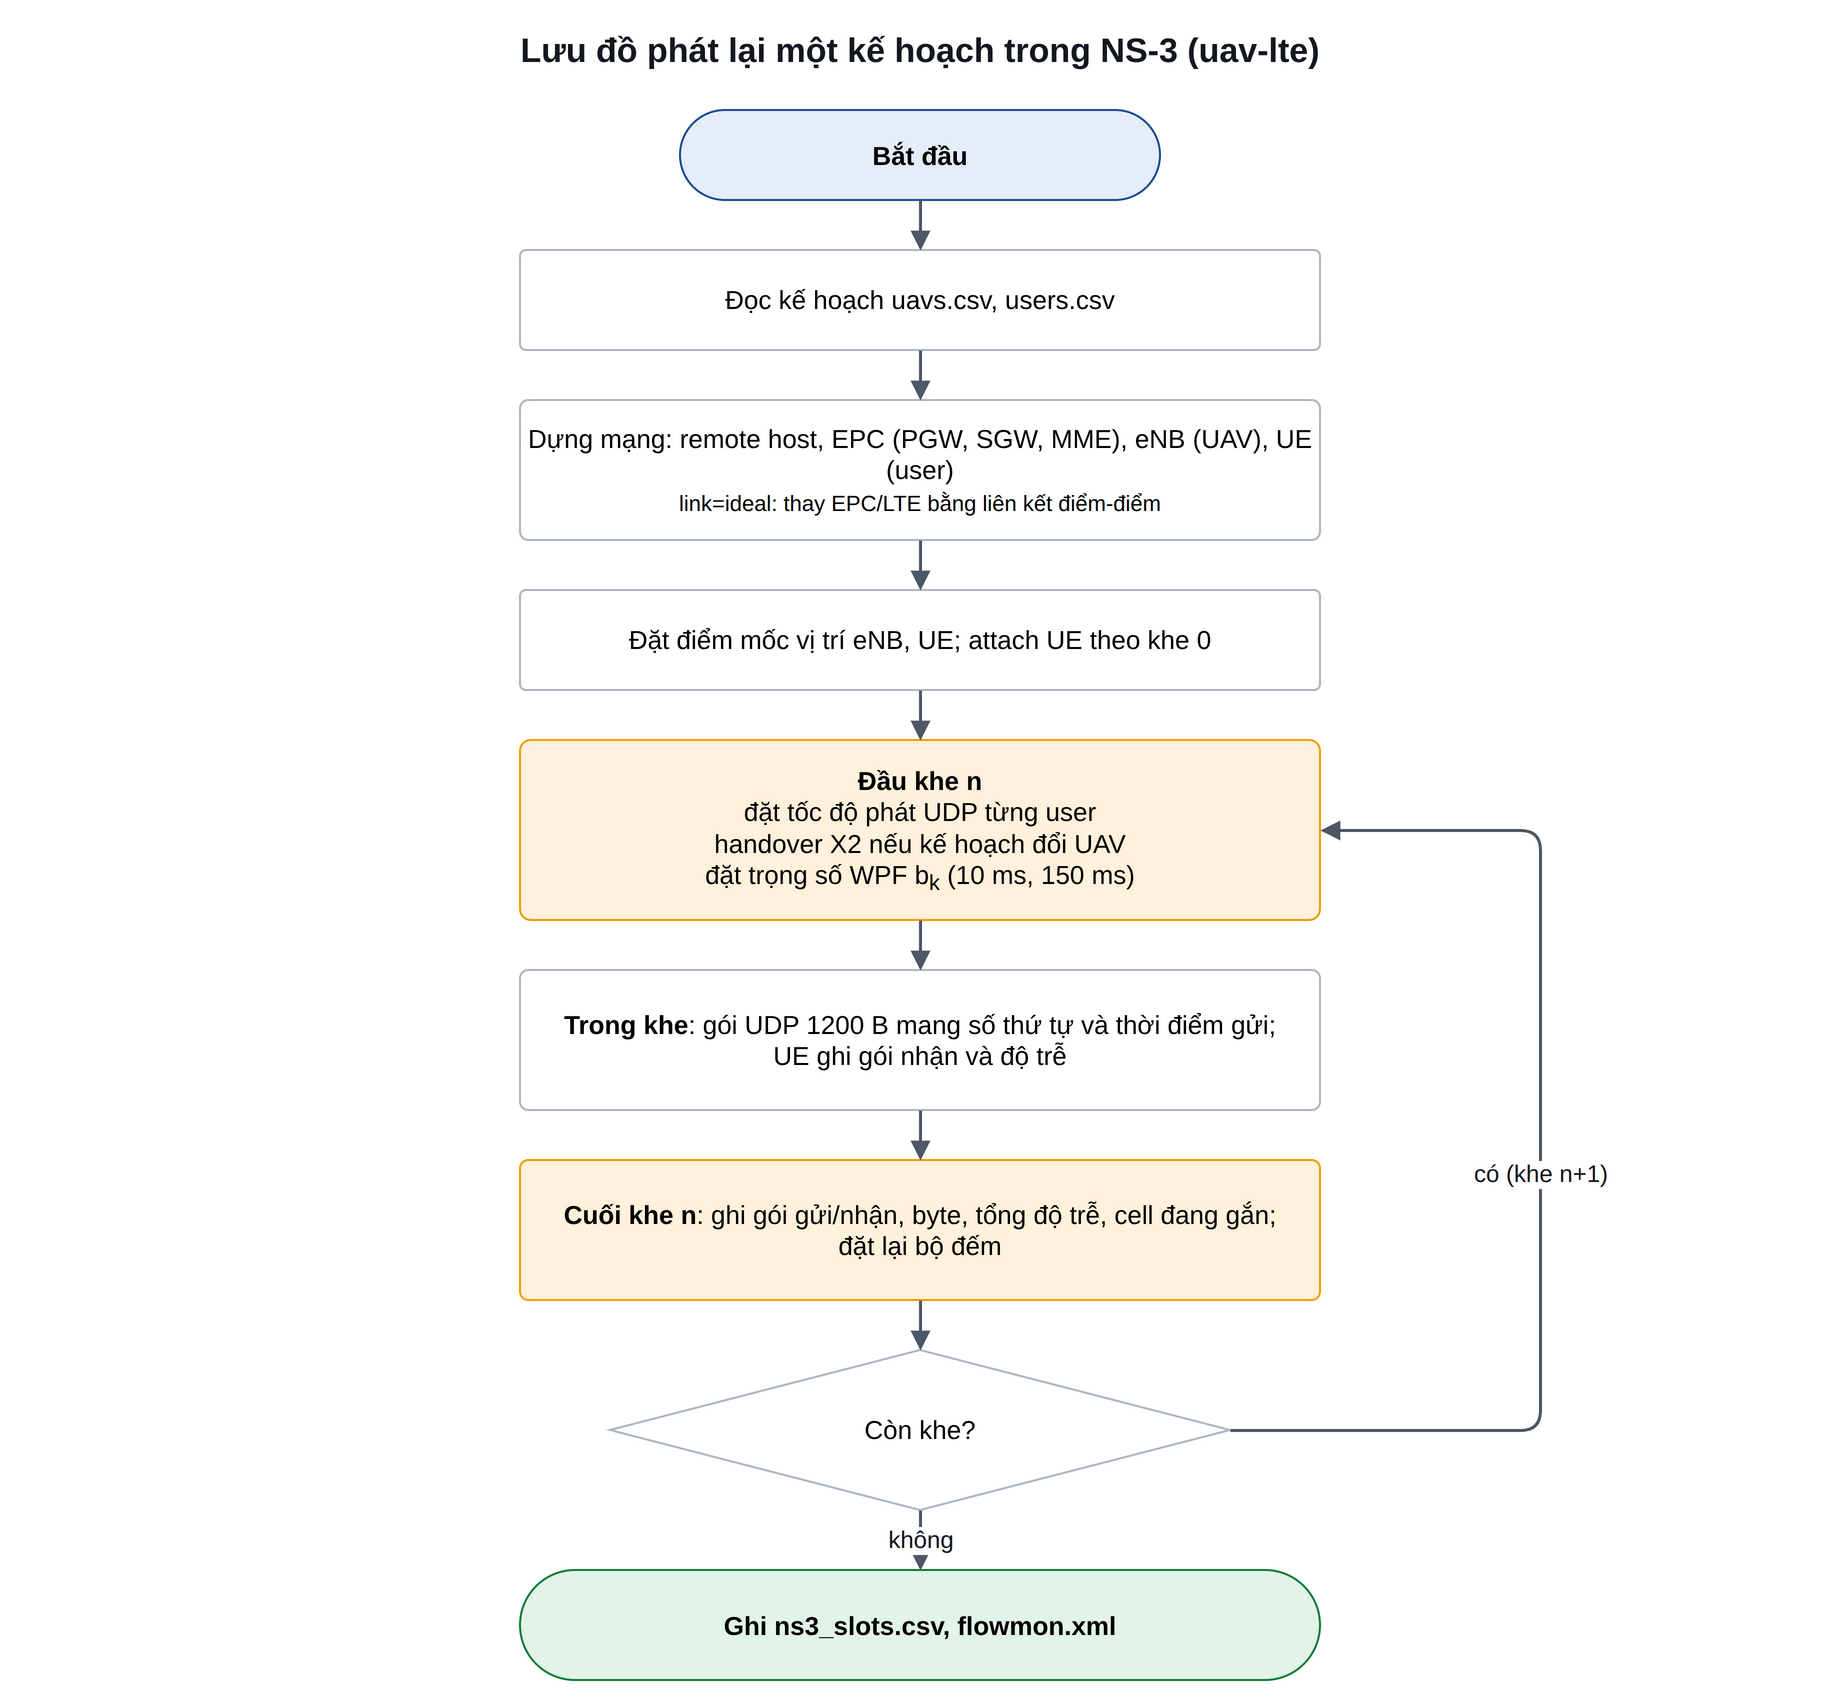 Lưu đồ phát lại một kế hoạch trong NS-3 (uav-lte)
Bắt đầu
Đọc kế hoạch uavs.csv, users.csv
Dựng mạng: remote host, EPC (PGW, SGW, MME), eNB (UAV), UE
(user)
link=ideal: thay EPC/LTE bằng liên kết điểm-điểm
Đặt điểm mốc vị trí eNB, UE; attach UE theo khe 0
Đầu khe n
đặt tốc độ phát UDP từng user
handover X2 nếu kế hoạch đổi UAV
đặt trọng số WPF bk (10 ms, 150 ms)
Trong khe: gói UDP 1200 B mang số thứ tự và thời điểm gửi;
UE ghi gói nhận và độ trễ
Cuối khe n: ghi gói gửi/nhận, byte, tổng độ trễ, cell đang gắn;
đặt lại bộ đếm
có (khe n+1)
Còn khe?
không
Ghi ns3_slots.csv, flowmon.xml